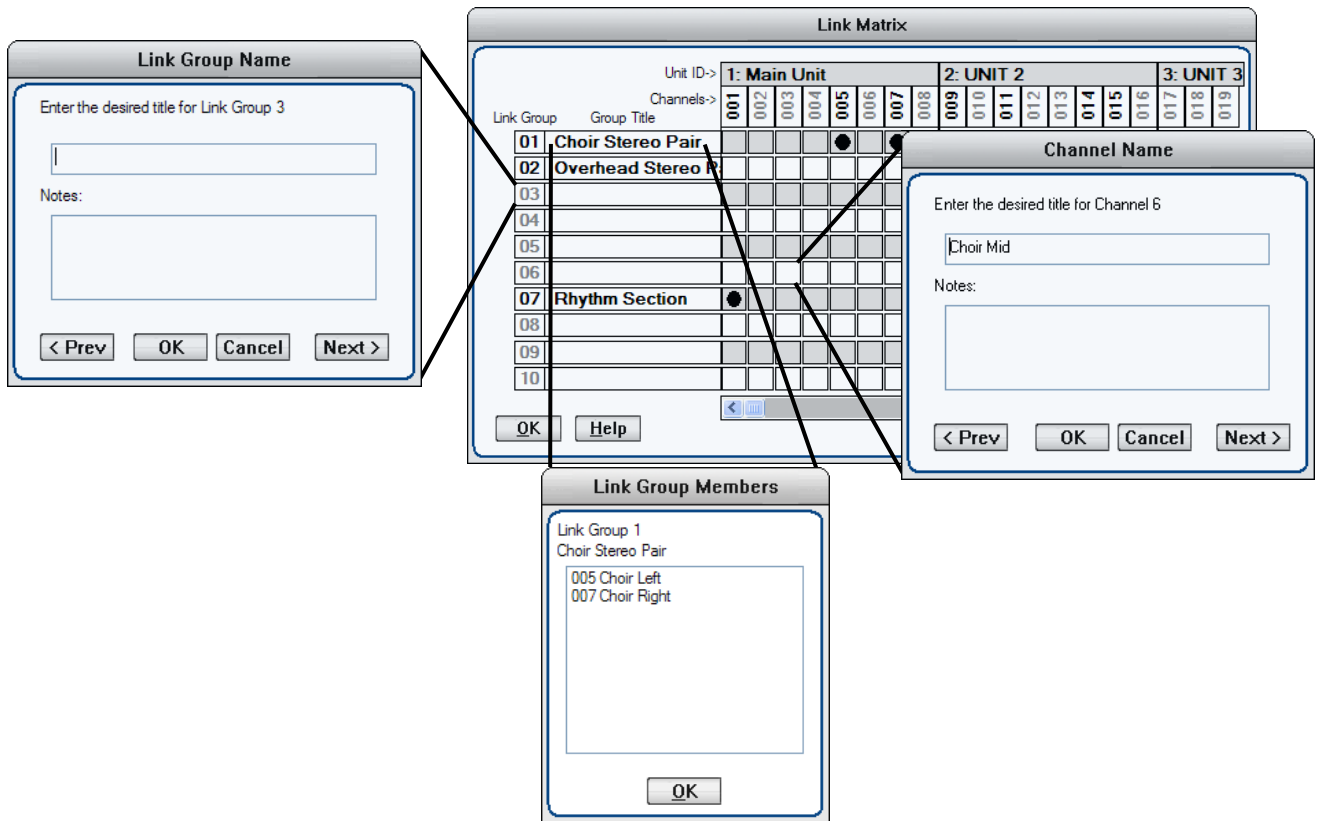 Link Group Name
Enter the desired title for Link Group 3
Notes:
< Prev OK Cancel Next >
Link Matrix
Unit ID-> 1: Main Unit 2: UNIT 2 3: UNIT 3
Channels-> 001 002 003 004 005 006 007 008 009 010 011 012 013 014 015 016 017 018 019
Link Group Group Title
01 Choir Stereo Pair
02 Overhead Stereo P
03
04
05
06
07 Rhythm Section
08
09
10
OK Help
Channel Name
Enter the desired title for Channel 6
Choir Mid
Notes:
< Prev OK Cancel Next >
Link Group Members
Link Group 1
Choir Stereo Pair
005 Choir Left
007 Choir Right
OK